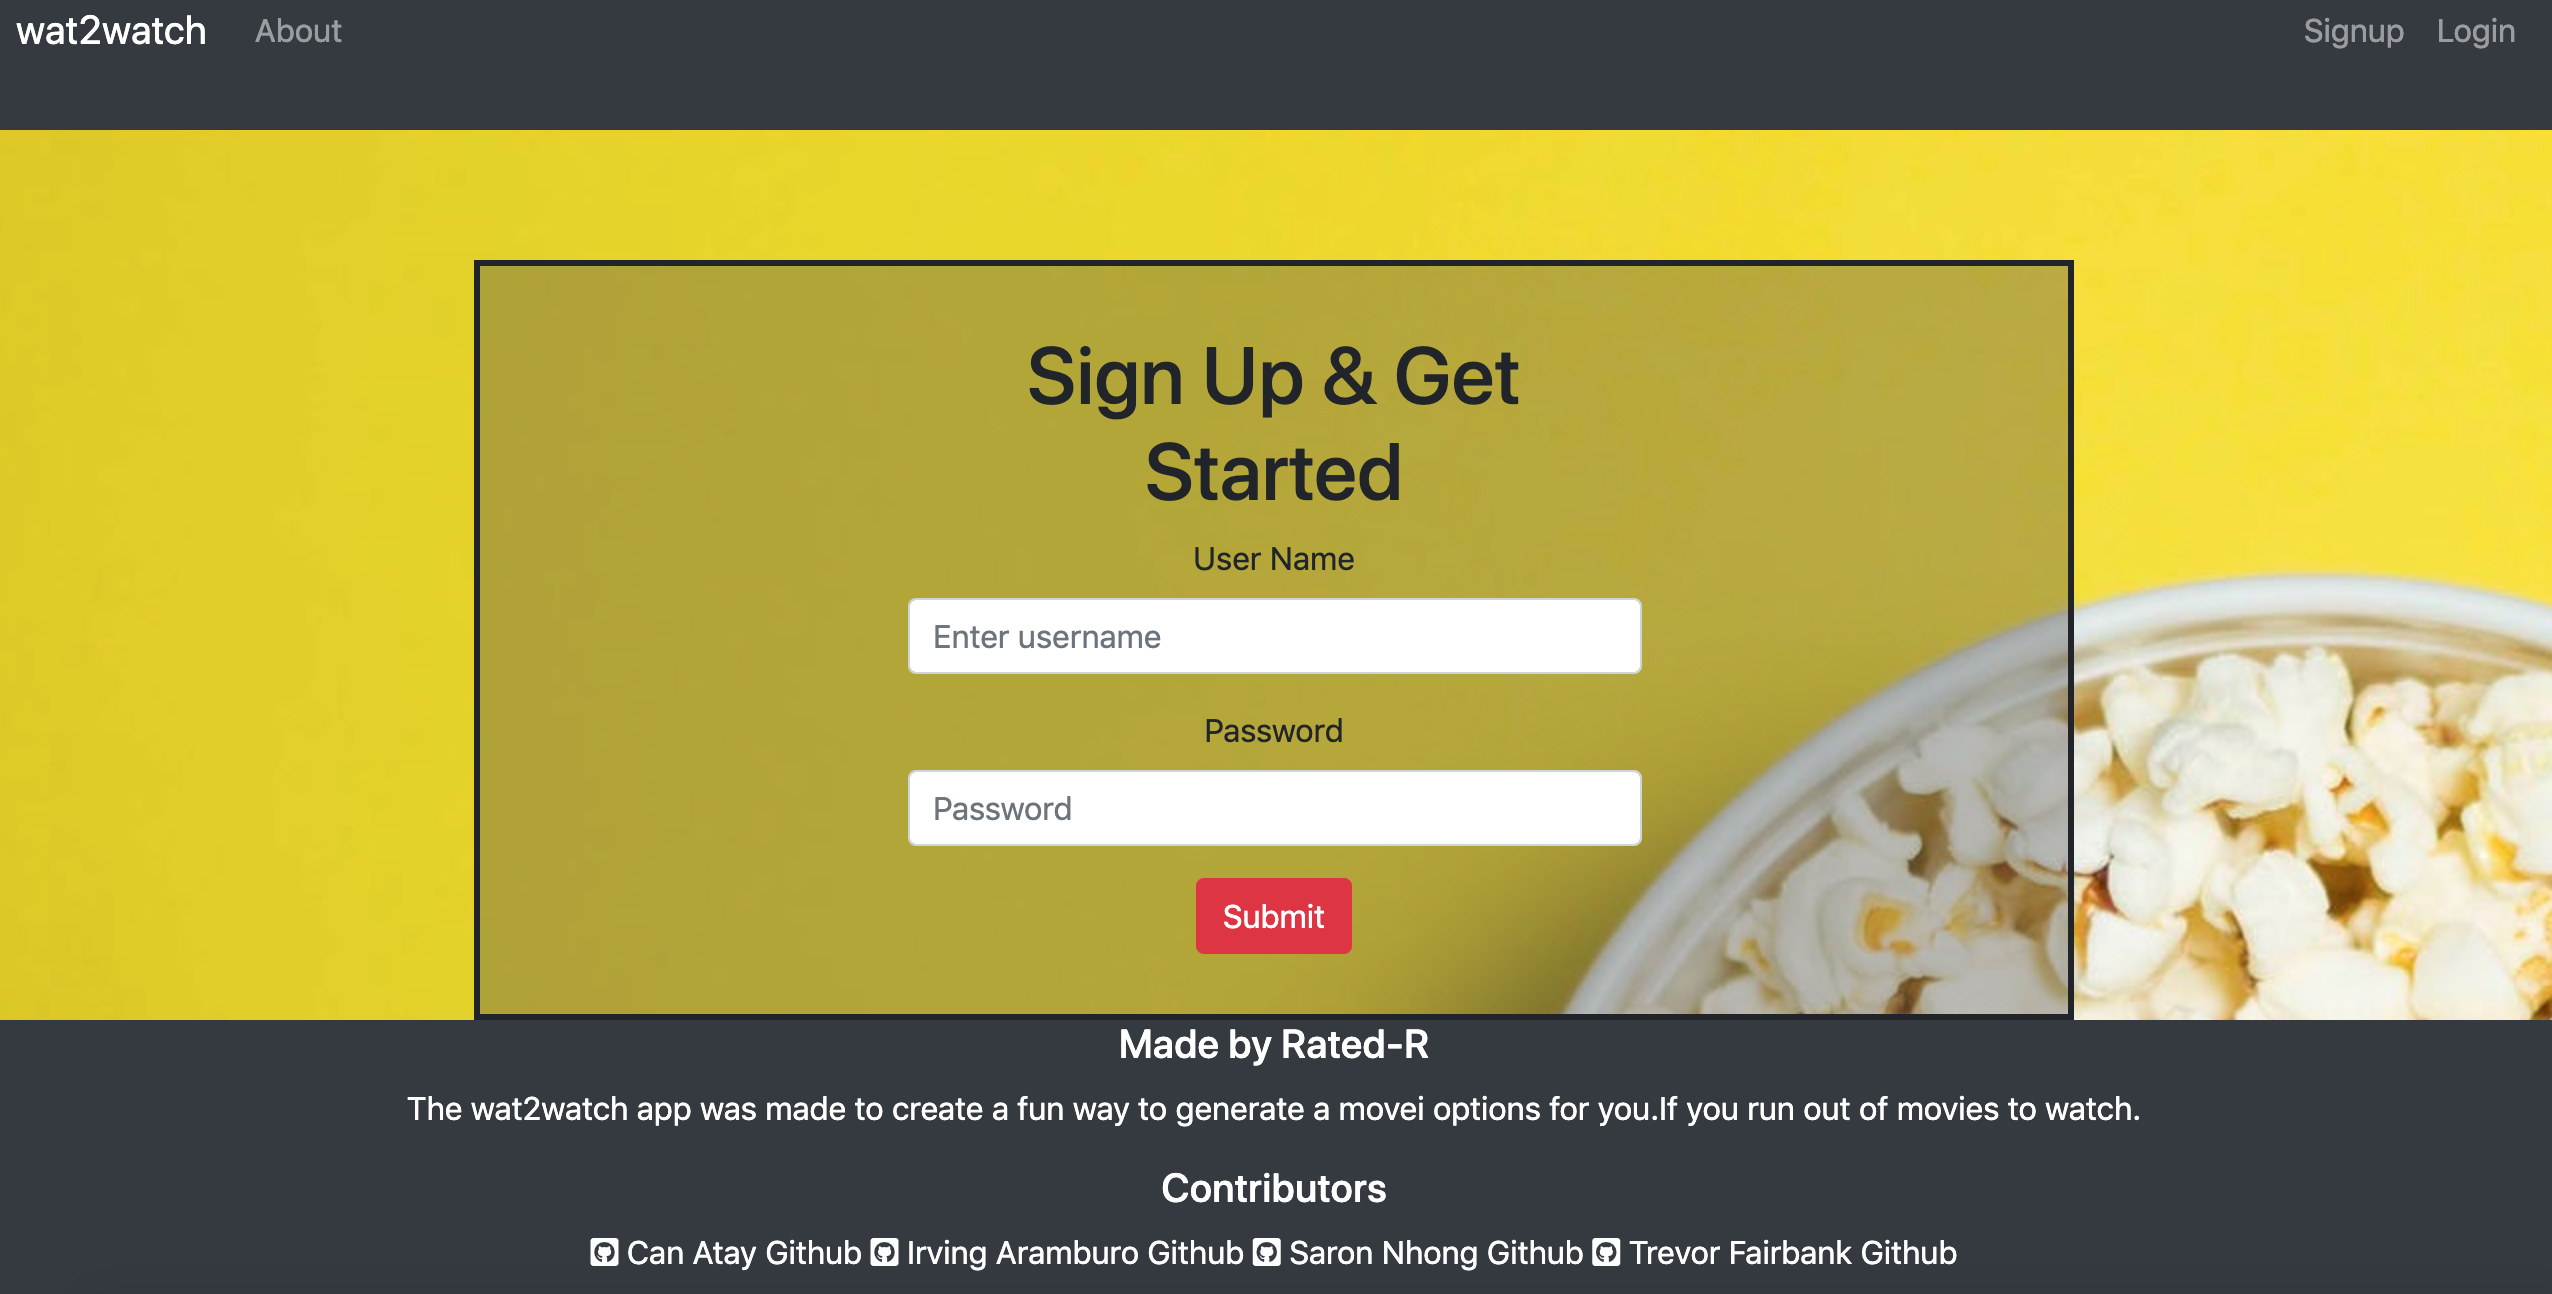 wat2watch About Signup Login
Sign Up & Get
Started
User Name
Enter username
Password
Password
Submit
Made by Rated-R
The wat2watch app was made to create a fun way to generate a movei options for you.If you run out of movies to watch.
Contributors
Can Atay Github Irving Aramburo Github Saron Nhong Github Trevor Fairbank Github